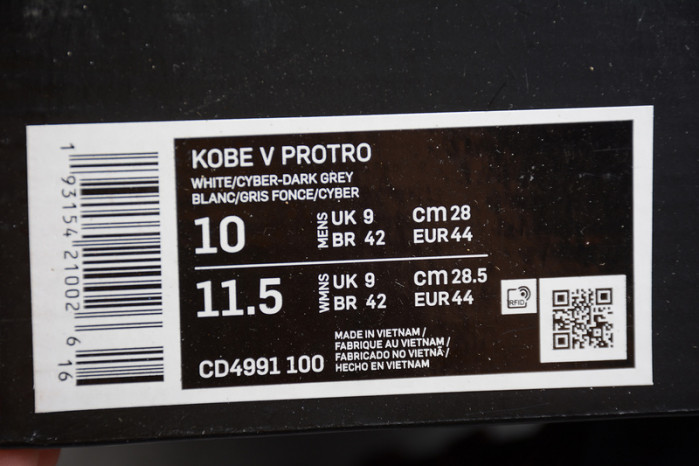 1 93154 21002 6 16
KOBE V PROTRO
WHITE/CYBER-DARK GREY
BLANC/GRIS FONCE/CYBER
10 MENS UK 9 CM 28
BR 42 EUR 44
11.5 WMNS UK 9 CM 28.5
BR 42 EUR 44
RFID
MADE IN VIETNAM /
FABRIQUE AU VIETNAM /
FABRICADO NO VIETNÃ /
HECHO EN VIETNAM
CD4991 100